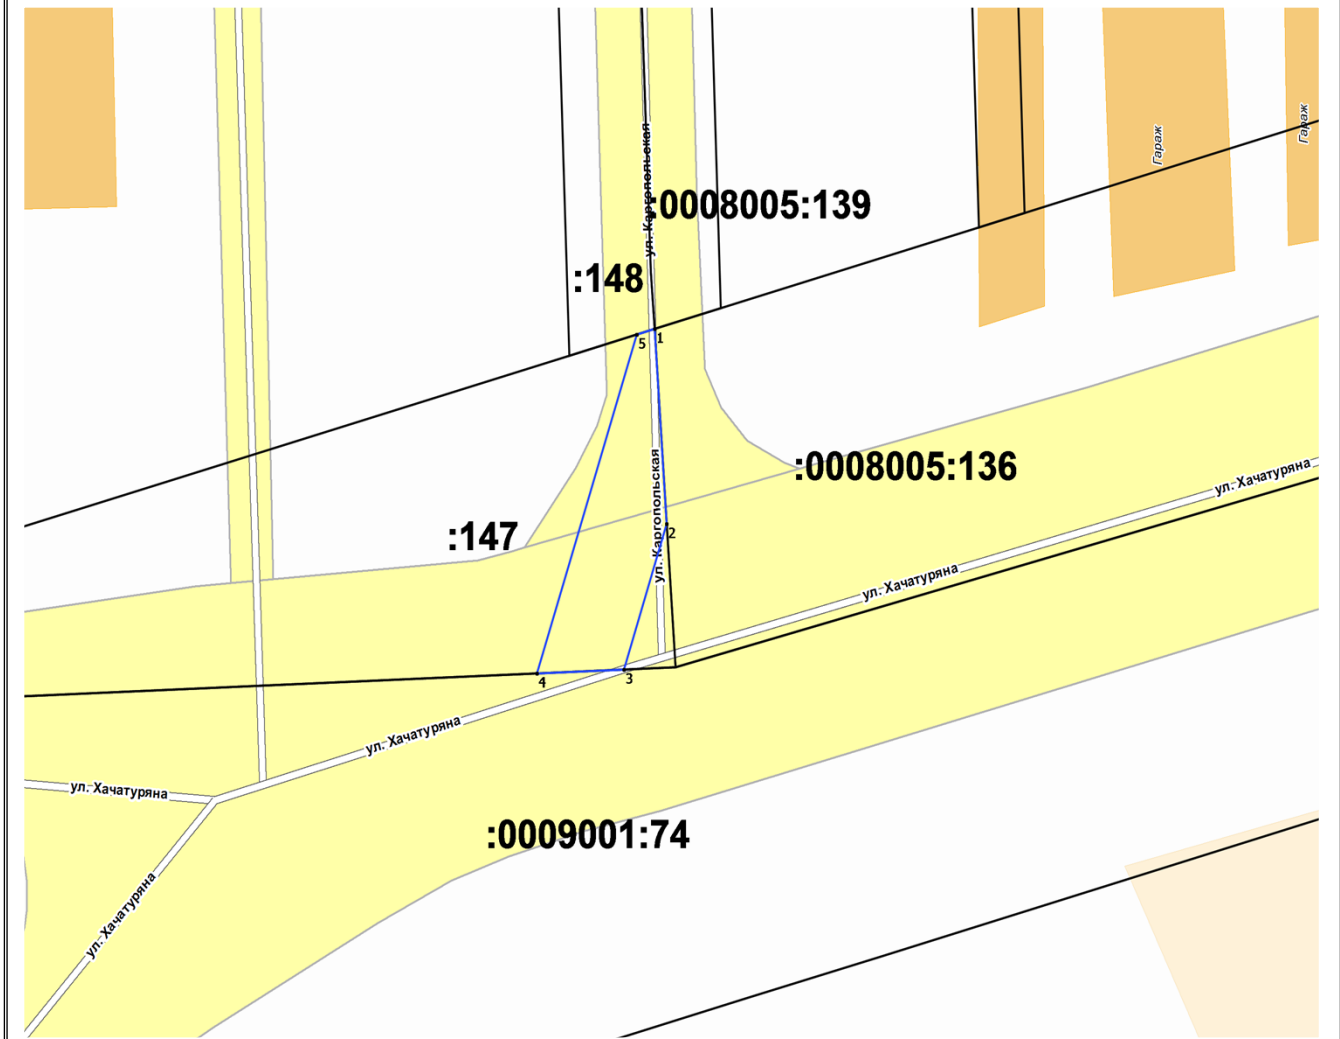 Гараж
Гараж
ул. Каргопольская
:0008005:139
:148
1
5
:0008005:136
ул. Каргопольская
ул. Хачатуряна
:147
2
ул. Хачатуряна
4
3
ул. Хачатуряна
ул. Хачатуряна
:0009001:74
ул. Хачатуряна